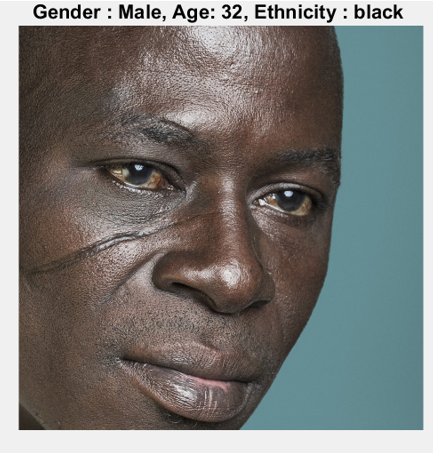 Gender : Male, Age: 32, Ethnicity : black